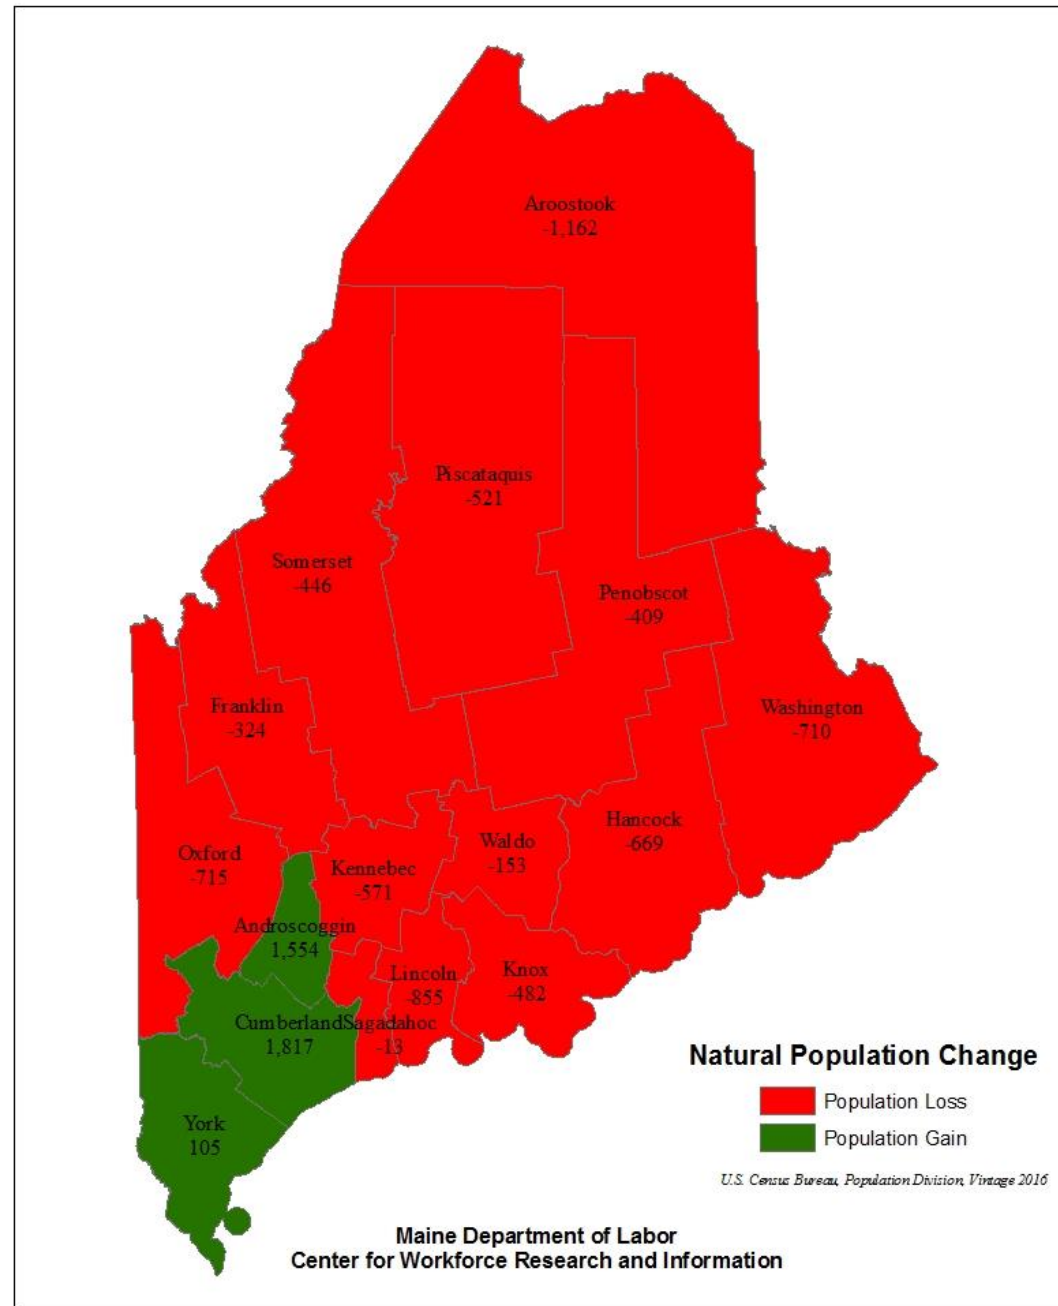 Aroostook
-1,162
Piscataquis
-521
Somerset
-446
Penobscot
-409
Franklin
-324
Washington
-710
Hancock
-669
Waldo
-153
Oxford
-715
Kennebec
-571
Androscoggin
1,554
Lincoln
-855
Knox
-482
Cumberland
1,817
Sagadahoc
-13
York
105
Natural Population Change
Population Loss
Population Gain
U.S. Census Bureau, Population Division, Vintage 2016
Maine Department of Labor
Center for Workforce Research and Information